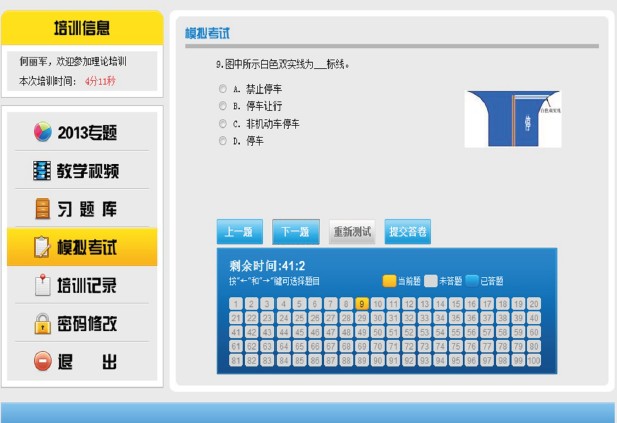 培训信息
何丽军,欢迎参加理论培训
本次培训时间: 4分11秒
2013专题
教学视频
习题库
模拟考试
培训记录
密码修改
退出
模拟考试
9.图中所示白色双实线为___标线。
A. 禁止停车
B. 停车让行
C. 非机动车停车
D. 停车
上一题 下一题 重新测试 提交答卷
剩余时间:41:2
按"←"和"→"键可选择题目 当前题 未答题 已答题
1 2 3 4 5 6 7 8 9 10 11 12 13 14 15 16 17 18 19 20
21 22 23 24 25 26 27 28 29 30 31 32 33 34 35 36 37 38 39 40
41 42 43 44 45 46 47 48 49 50 51 52 53 54 55 56 57 58 59 60
61 62 63 64 65 66 67 68 69 70 71 72 73 74 75 76 77 78 79 80
81 82 83 84 85 86 87 88 89 90 91 92 93 94 95 96 97 98 99 100